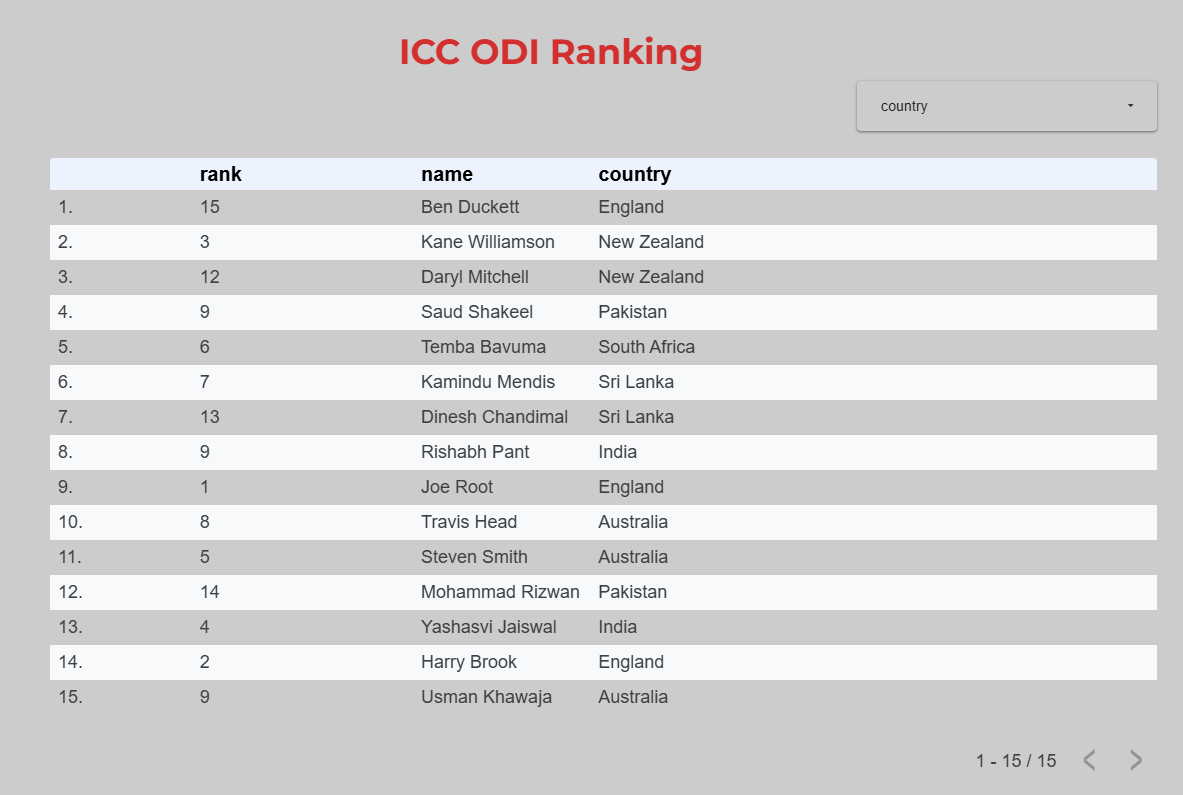 ICC ODI Ranking
country
rank name country
1. 15 Ben Duckett England
2. 3 Kane Williamson New Zealand
3. 12 Daryl Mitchell New Zealand
4. 9 Saud Shakeel Pakistan
5. 6 Temba Bavuma South Africa
6. 7 Kamindu Mendis Sri Lanka
7. 13 Dinesh Chandimal Sri Lanka
8. 9 Rishabh Pant India
9. 1 Joe Root England
10. 8 Travis Head Australia
11. 5 Steven Smith Australia
12. 14 Mohammad Rizwan Pakistan
13. 4 Yashasvi Jaiswal India
14. 2 Harry Brook England
15. 9 Usman Khawaja Australia
1 - 15 / 15